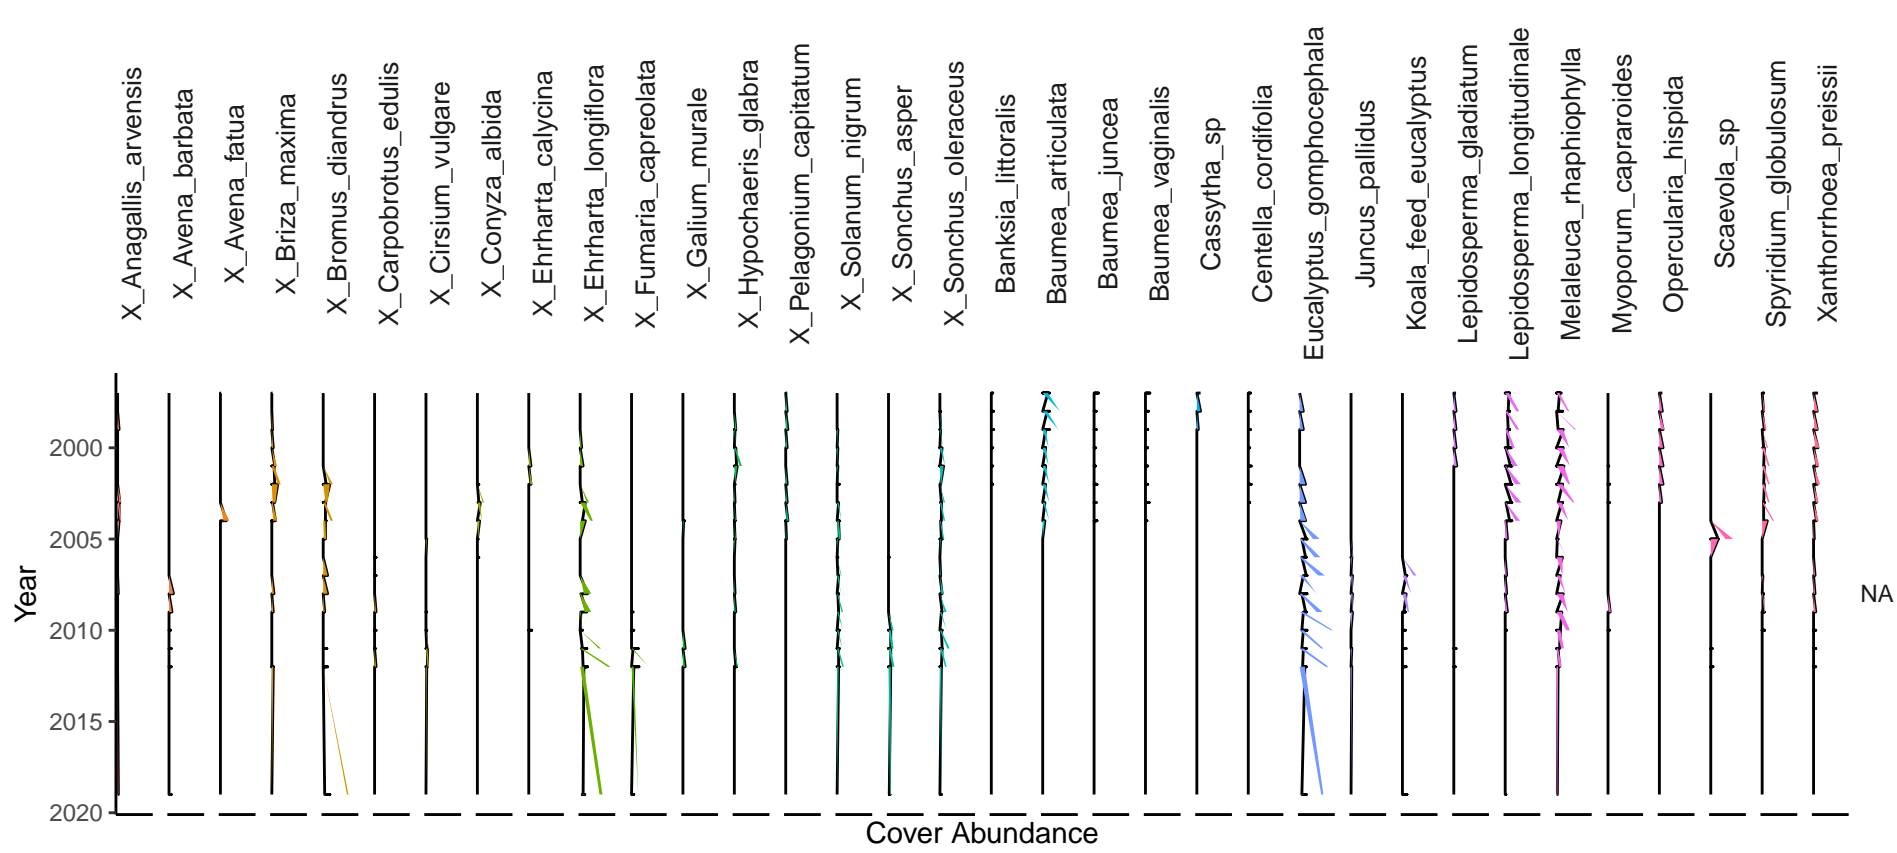 X_Anagallis_arvensis
X_Avena_barbata
X_Avena_fatua
X_Briza_maxima
X_Bromus_diandrus
X_Carpobrotus_edulis
X_Cirsium_vulgare
X_Conyza_albida
X_Ehrharta_calycina
X_Ehrharta_longiflora
X_Fumaria_capreolata
X_Galium_murale
X_Hypochaeris_glabra
X_Pelagonium_capitatum
X_Solanum_nigrum
X_Sonchus_asper
X_Sonchus_oleraceus
Banksia_littoralis
Baumea_articulata
Baumea_juncea
Baumea_vaginalis
Cassytha_sp
Centella_cordifolia
Eucalyptus_gomphocephala
Juncus_pallidus
Koala_feed_eucalyptus
Lepidosperma_gladiatum
Lepidosperma_longitudinale
Melaleuca_rhaphiophylla
Myoporum_capraroides
Opercularia_hispida
Scaevola_sp
Spyridium_globulosum
Xanthorrhoea_preissii
2000
2005
2010
2015
2020
Year
NA
Cover Abundance